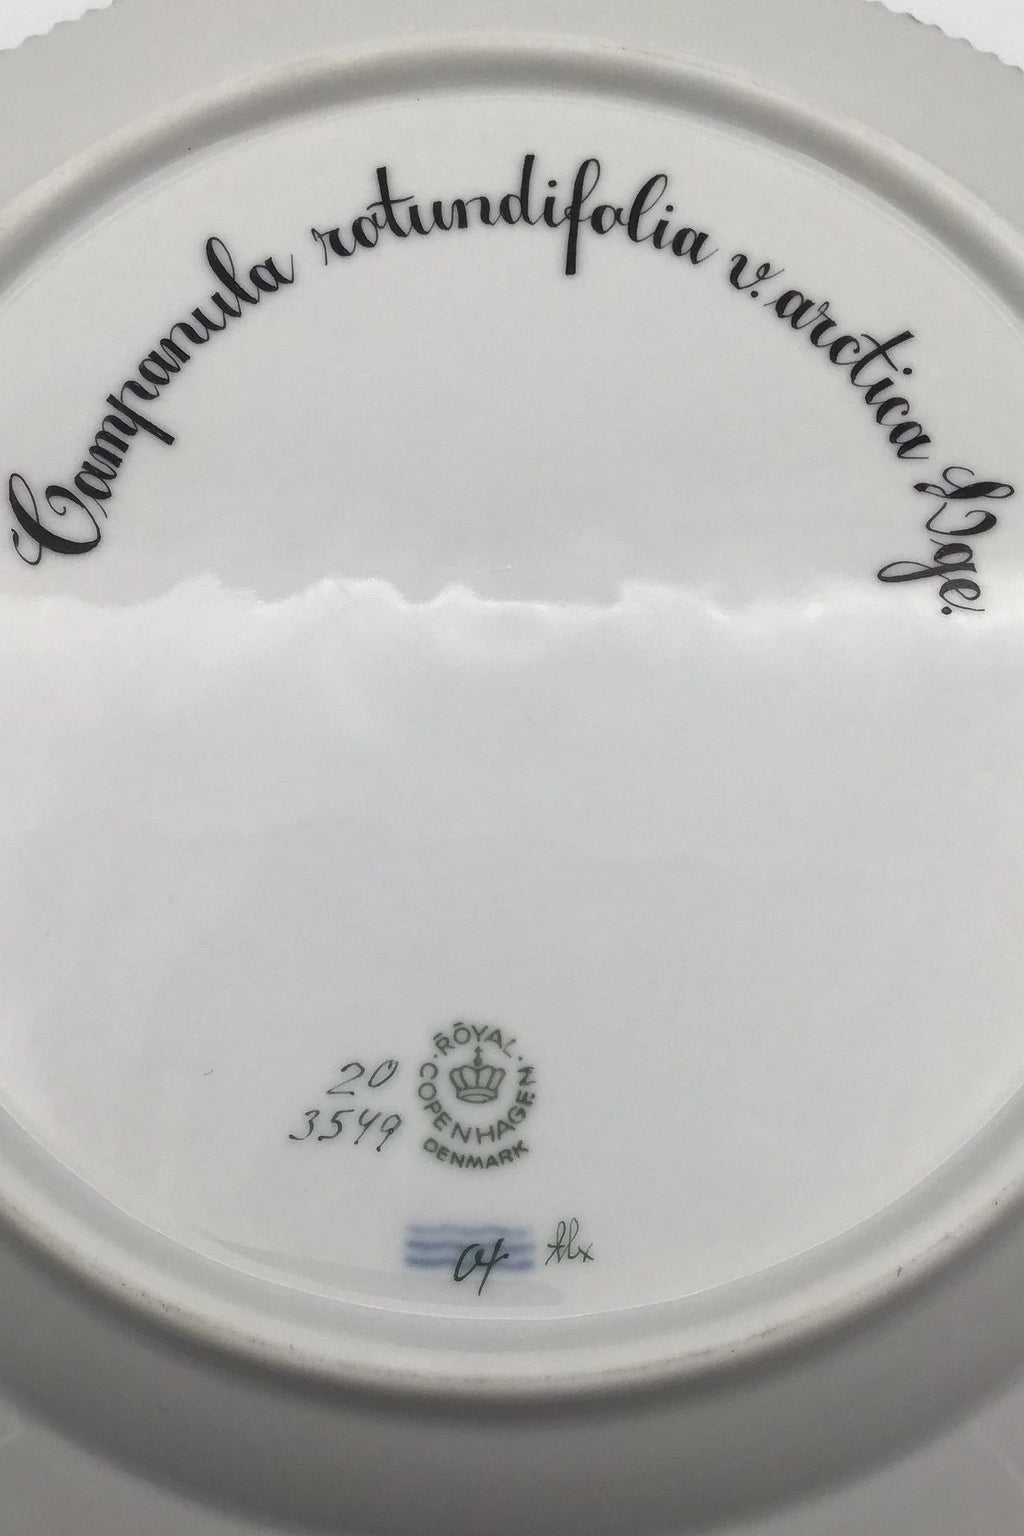 Campanula rotundifolia v. arctica Lge.
20
3549
ROYAL
COPENHAGEN
DENMARK